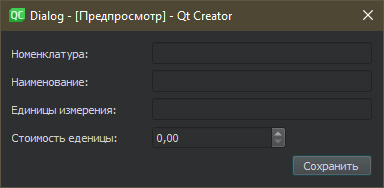 QC Dialog - [Предпросмотр] - Qt Creator
Номенклатура:
Наименование:
Единицы измерения:
Стоимость еденицы: 0,00
Сохранить